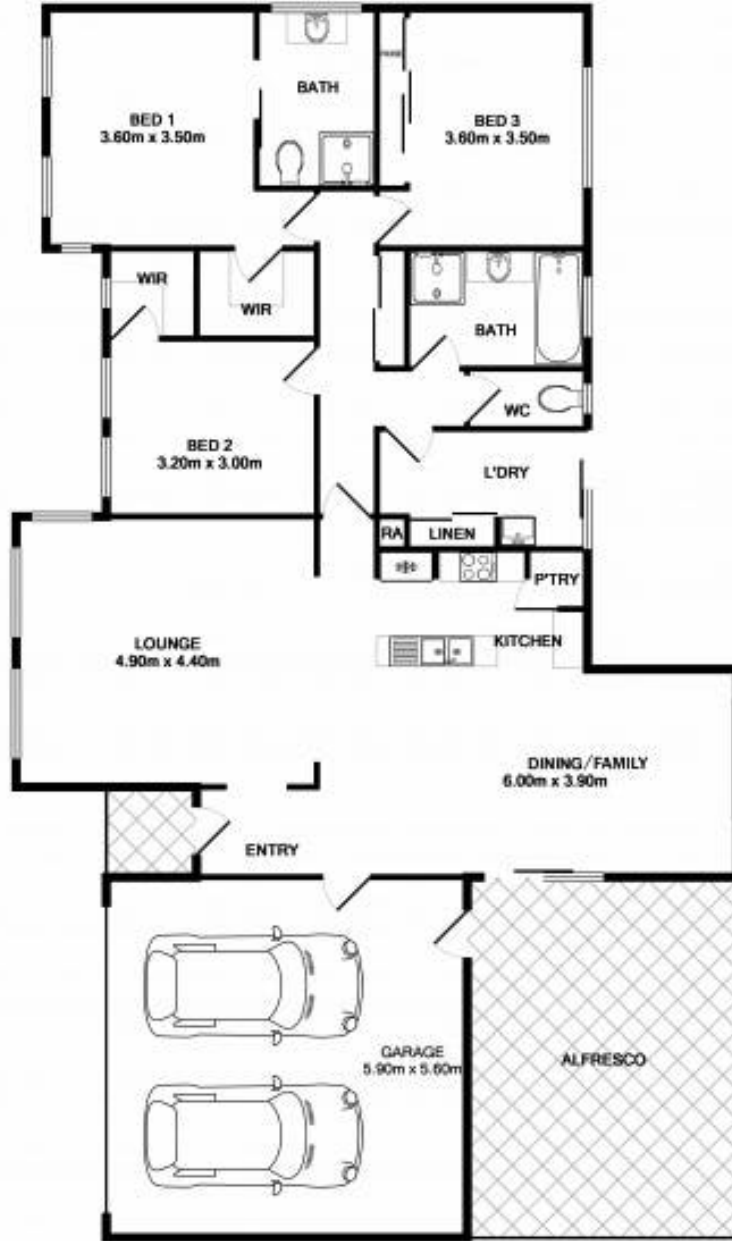 BATH
BED 1
3.60m x 3.50m
BED 3
3.60m x 3.50m
WIR
WIR
BATH
WC
BED 2
3.20m x 3.00m
L'DRY
RA
LINEN
P'TRY
KITCHEN
LOUNGE
4.90m x 4.40m
DINING/FAMILY
6.00m x 3.90m
ENTRY
GARAGE
5.90m x 5.60m
ALFRESCO